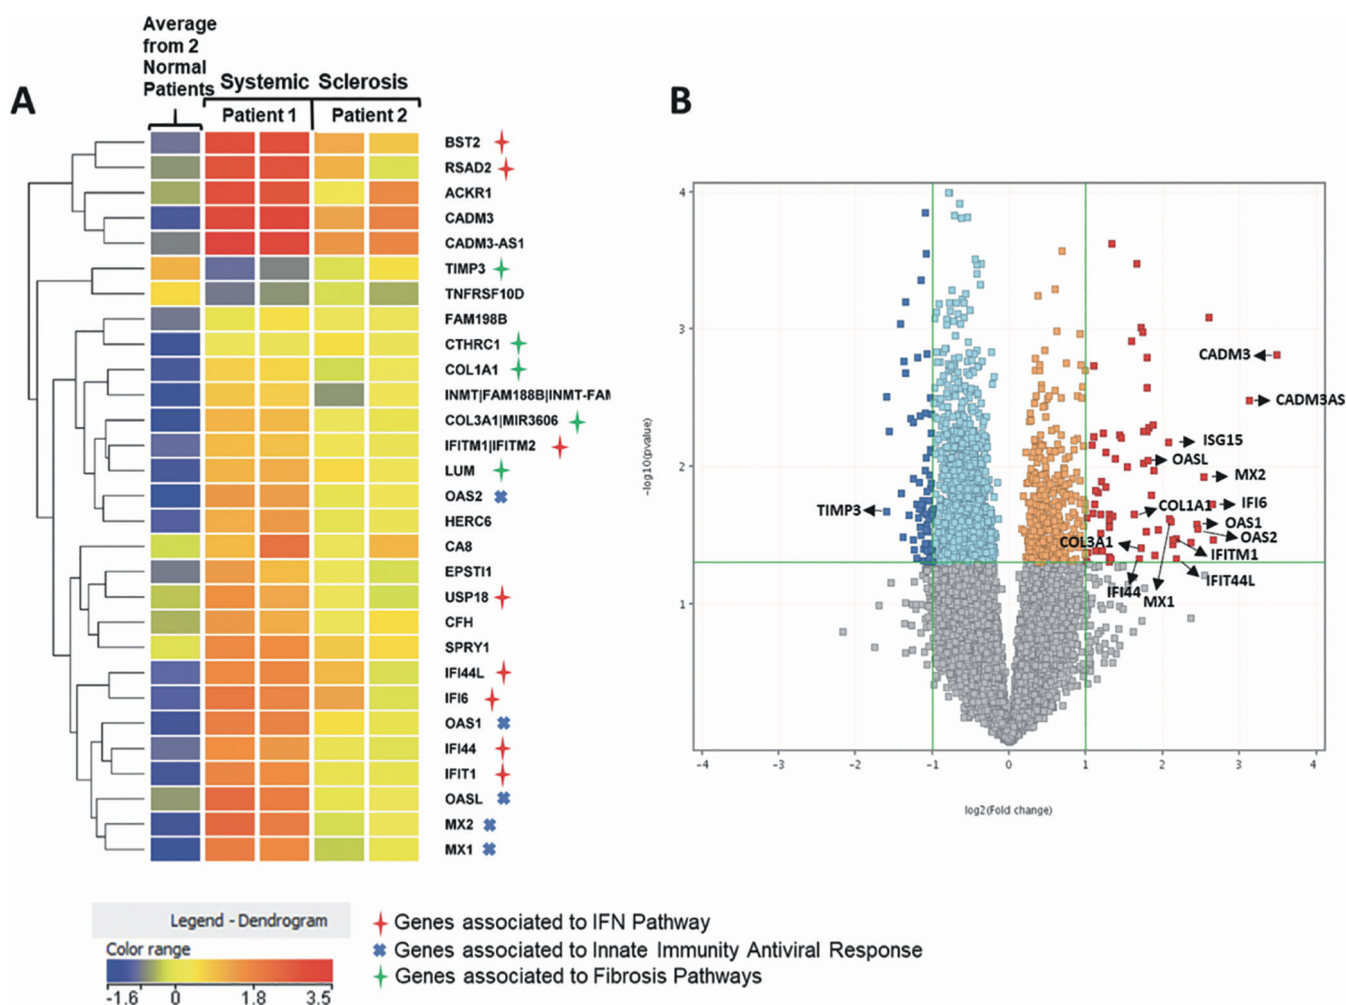 Average
from 2
Normal
Patients
Systemic Sclerosis
Patient 1
Patient 2
A
BST2
RSAD2
ACKR1
CADM3
CADM3-AS1
TIMP3
TNFRSF10D
FAM198B
CTHRC1
COL1A1
INMT|FAM188B|INMT-FAM
COL3A1|MIR3606
IFITM1|IFITM2
LUM
OAS2
HERC6
CA8
EPSTI1
USP18
CFH
SPRY1
IFI44L
IFI6
OAS1
IFI44
IFIT1
OASL
MX2
MX1
Legend - Dendrogram
Color range
-1.6 0 1.8 3.5
Genes associated to IFN Pathway
Genes associated to Innate Immunity Antiviral Response
Genes associated to Fibrosis Pathways
B
4
3
2
1
-log10(pvalue)
CADM3
CADM3AS
ISG15
OASL
MX2
TIMP3
COL1A1
IFI6
OAS1
OAS2
COL3A1
IFITM1
IFIT44L
IFI44
MX1
-4 -3 -2 -1 0 1 2 3 4
log2(Fold change)